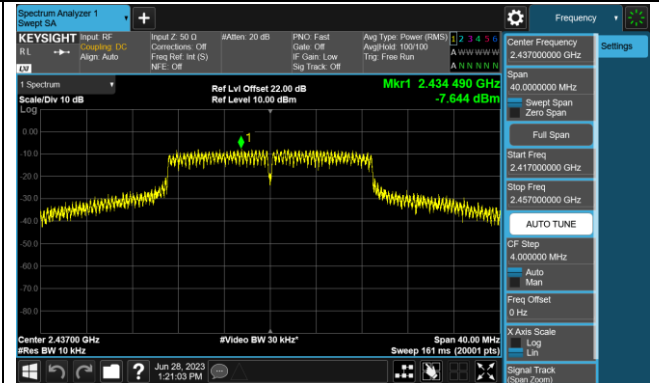 Spectrum Analyzer 1
Swept SA
+
Frequency
KEYSIGHT
RL
Input: RF
Coupling: DC
Align: Auto
Input Z: 50 Ω
Corrections: Off
Freq Ref: Int (S)
NFE: Off
#Atten: 20 dB
PNO: Fast
Gate: Off
IF Gain: Low
Sig Track: Off
Avg Type: Power (RMS)
Avg|Hold: 100/100
Trig: Free Run
1 2 3 4 5 6
A W W W W W
A N N N N N
1 Spectrum
Scale/Div 10 dB
Ref Lvl Offset 22.00 dB
Ref Level 10.00 dBm
Mkr1 2.434 490 GHz
-7.644 dBm
Log
0.00
-10.0
-20.0
-30.0
-40.0
-50.0
-60.0
-70.0
-80.0
1
Center 2.43700 GHz
#Res BW 10 kHz
#Video BW 30 kHz*
Span 40.00 MHz
Sweep 161 ms (20001 pts)
Jun 28, 2023
1:21:03 PM
Center Frequency
2.437000000 GHz
Settings
Span
40.0000000 MHz
Swept Span
Zero Span
Full Span
Start Freq
2.417000000 GHz
Stop Freq
2.457000000 GHz
AUTO TUNE
CF Step
4.000000 MHz
Auto
Man
Freq Offset
0 Hz
X Axis Scale
Log
Lin
Signal Track
(Span Zoom)